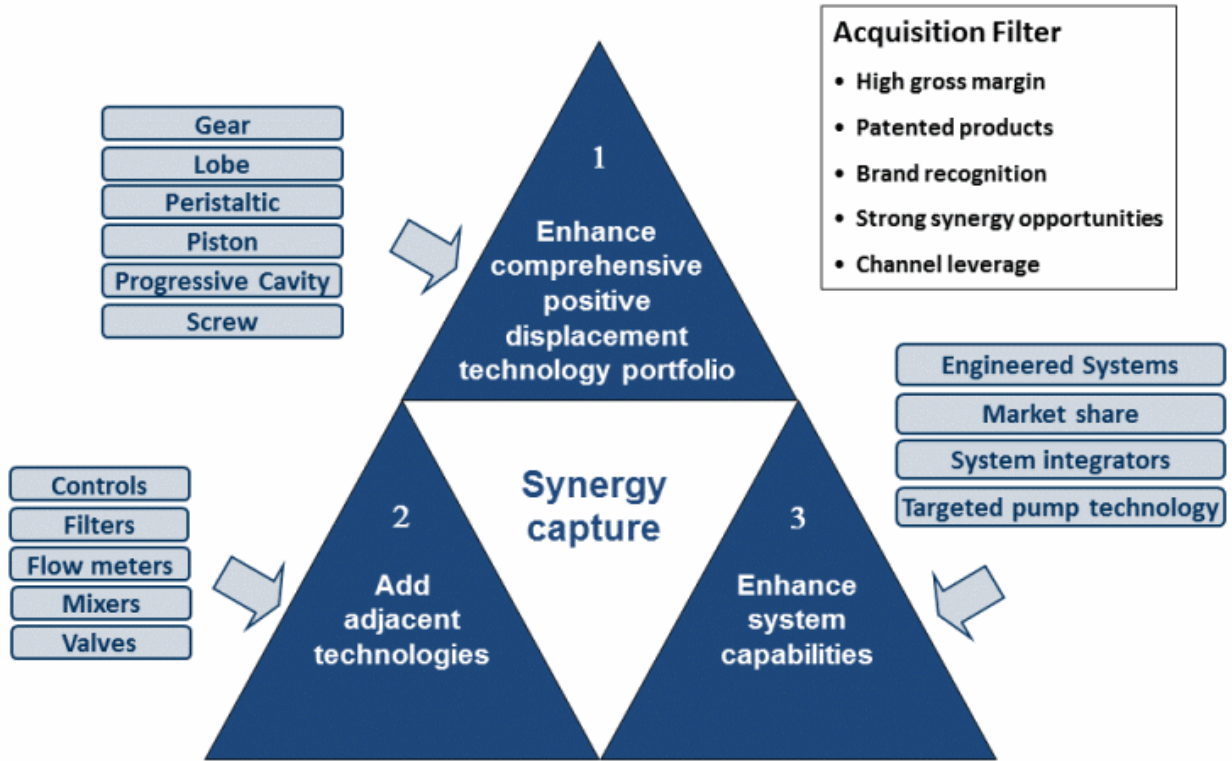 Acquisition Filter
• High gross margin
• Patented products
• Brand recognition
• Strong synergy opportunities
• Channel leverage
Gear
Lobe
Peristaltic
Piston
Progressive Cavity
Screw
1
Enhance
comprehensive
positive
displacement
technology portfolio
Engineered Systems
Market share
System integrators
Targeted pump technology
Controls
Filters
Flow meters
Mixers
Valves
2
Add
adjacent
technologies
Synergy
capture
3
Enhance
system
capabilities